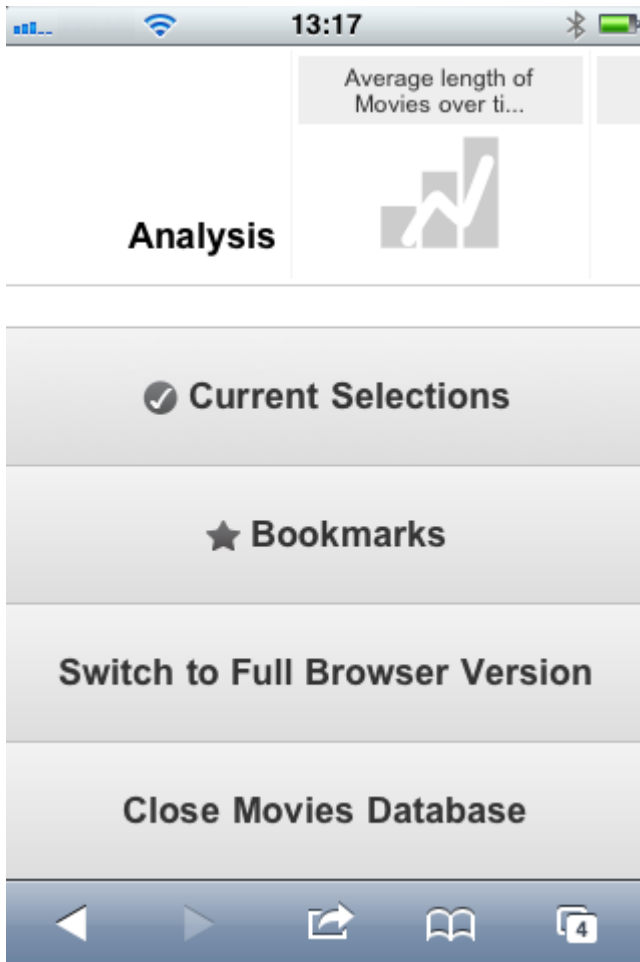 13:17
Average length of
Movies over ti...
Analysis
Current Selections
Bookmarks
Switch to Full Browser Version
Close Movies Database
4